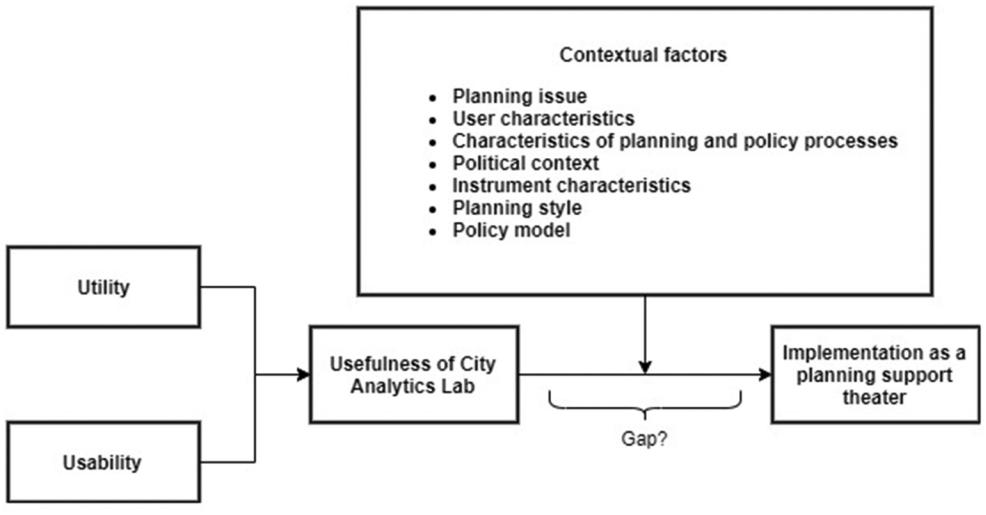 Contextual factors
• Planning issue
• User characteristics
• Characteristics of planning and policy processes
• Political context
• Instrument characteristics
• Planning style
• Policy model
Utility
Usability
Usefulness of City
Analytics Lab
Gap?
Implementation as a
planning support
theater